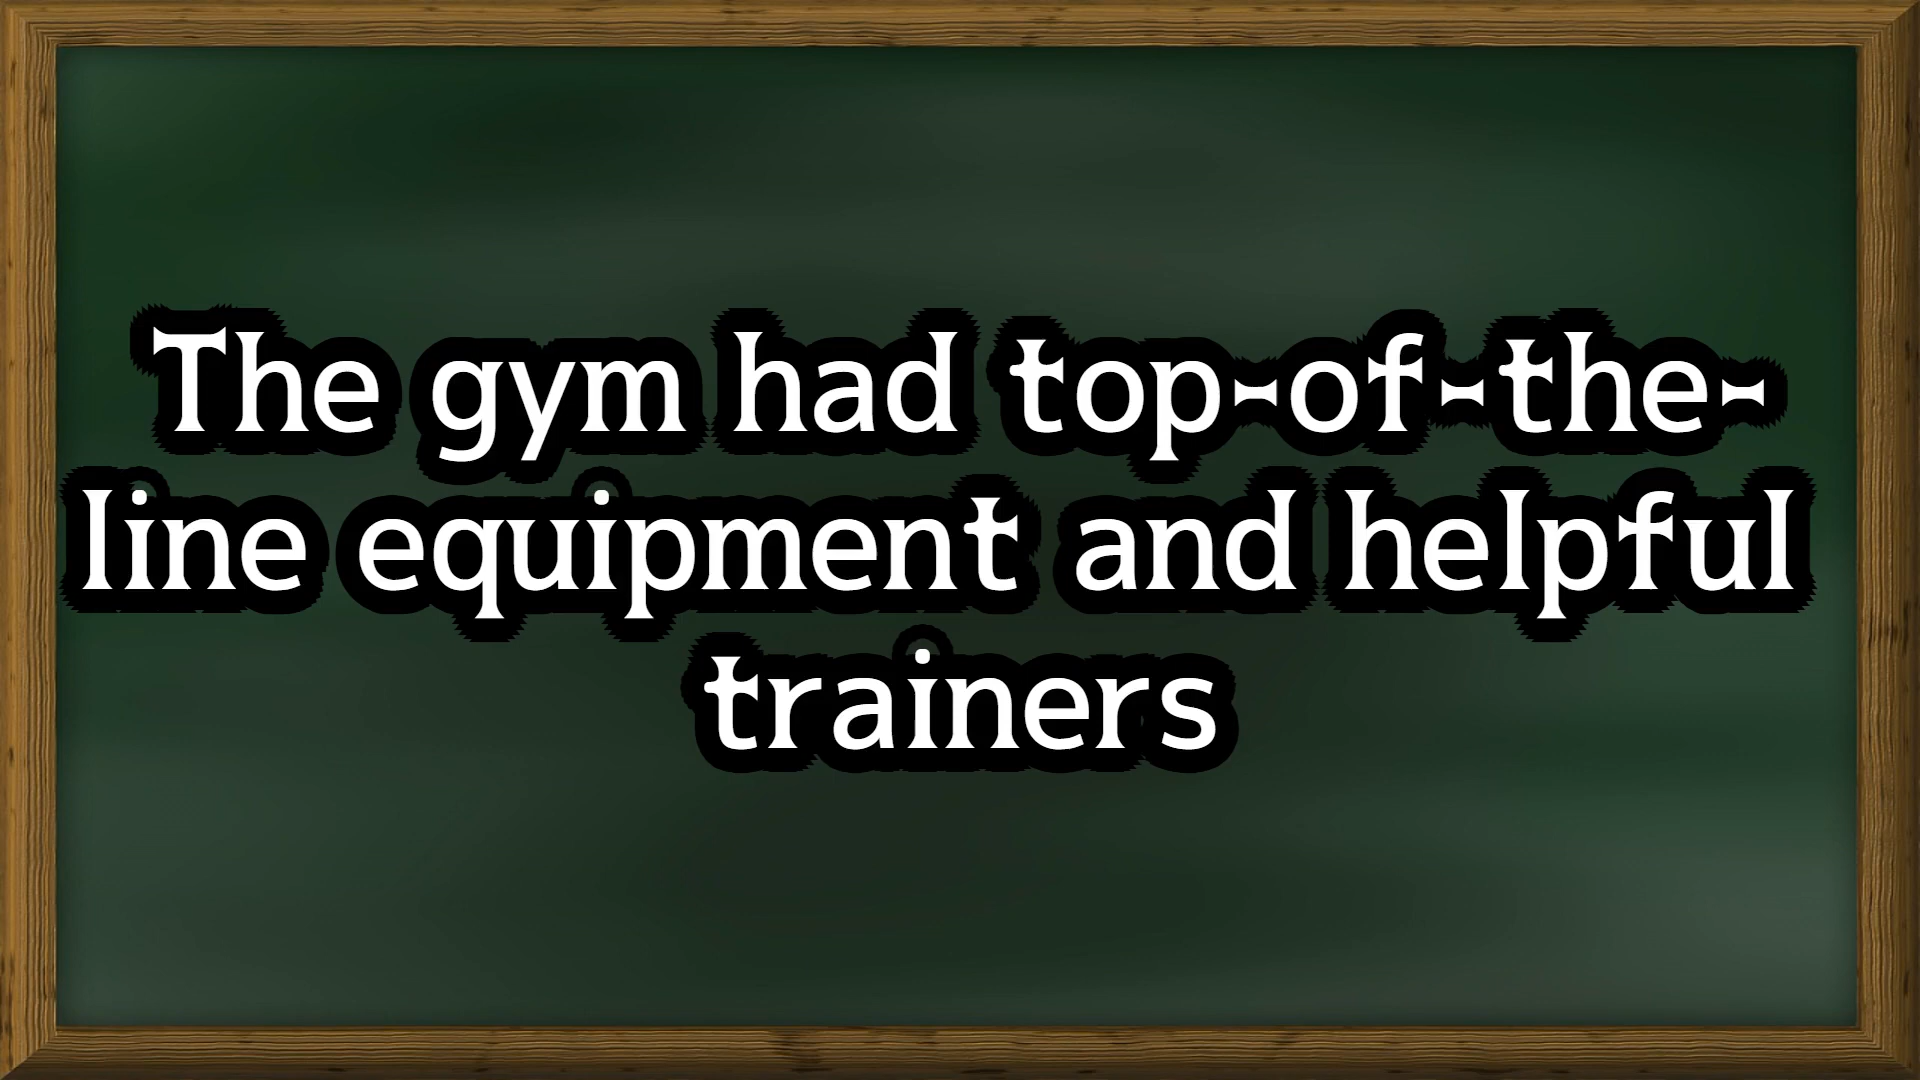 The gym had top-of-the-
line equipment and helpful
trainers